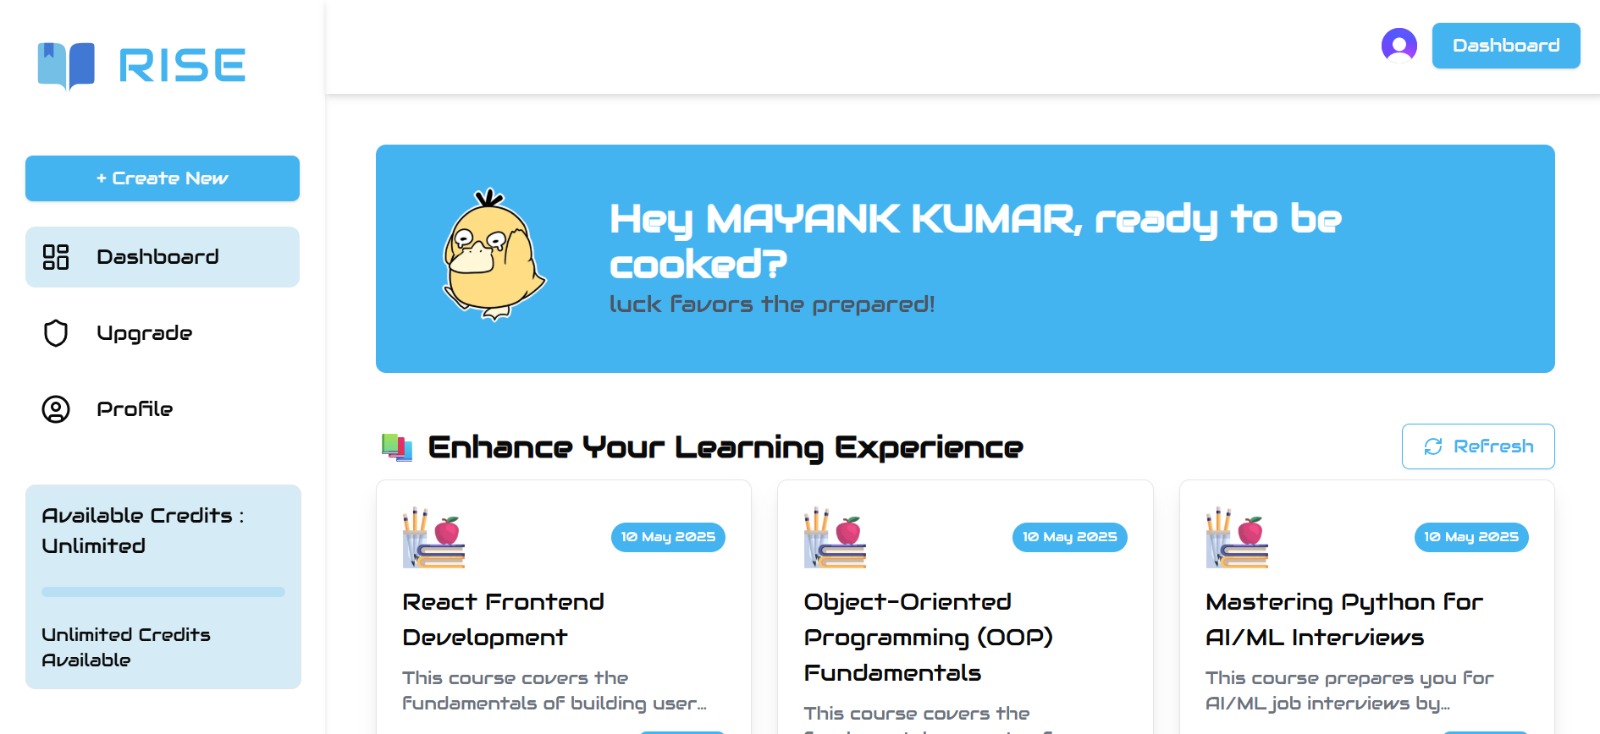 RISE
Dashboard
+ Create New
Dashboard
Upgrade
Profile
Available Credits :
Unlimited
Unlimited Credits
Available
Hey MAYANK KUMAR, ready to be
cooked?
luck favors the prepared!
Enhance Your Learning Experience
Refresh
10 May 2025
React Frontend
Development
This course covers the
fundamentals of building user...
10 May 2025
Object-Oriented
Programming (OOP)
Fundamentals
This course covers the
10 May 2025
Mastering Python for
AI/ML Interviews
This course prepares you for
AI/ML job interviews by...